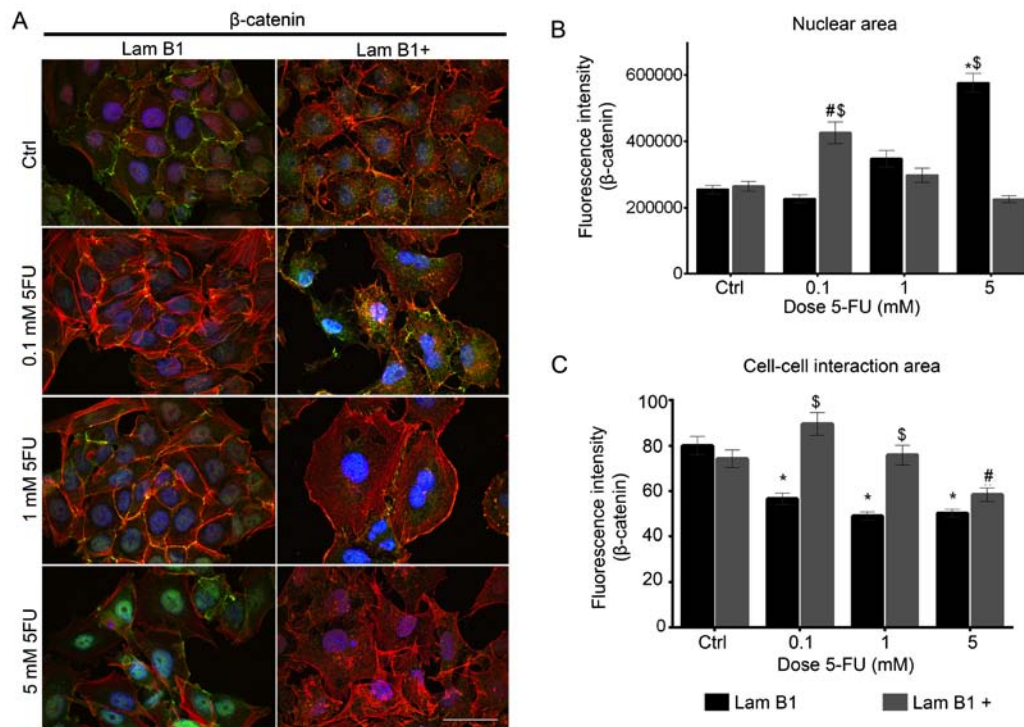 A
β-catenin
Lam B1
Lam B1+
Ctrl
0.1 mM 5FU
1 mM 5FU
5 mM 5FU
B
Nuclear area
Fluorescence intensity
(β-catenin)
600000
400000
200000
0
#$
*$
Ctrl
0.1
1
5
Dose 5-FU (mM)
C
Cell-cell interaction area
Fluorescence intensity
(β-catenin)
100
80
60
40
20
0
*
$
*
$
*
#
Ctrl
0.1
1
5
Dose 5-FU (mM)
Lam B1
Lam B1 +